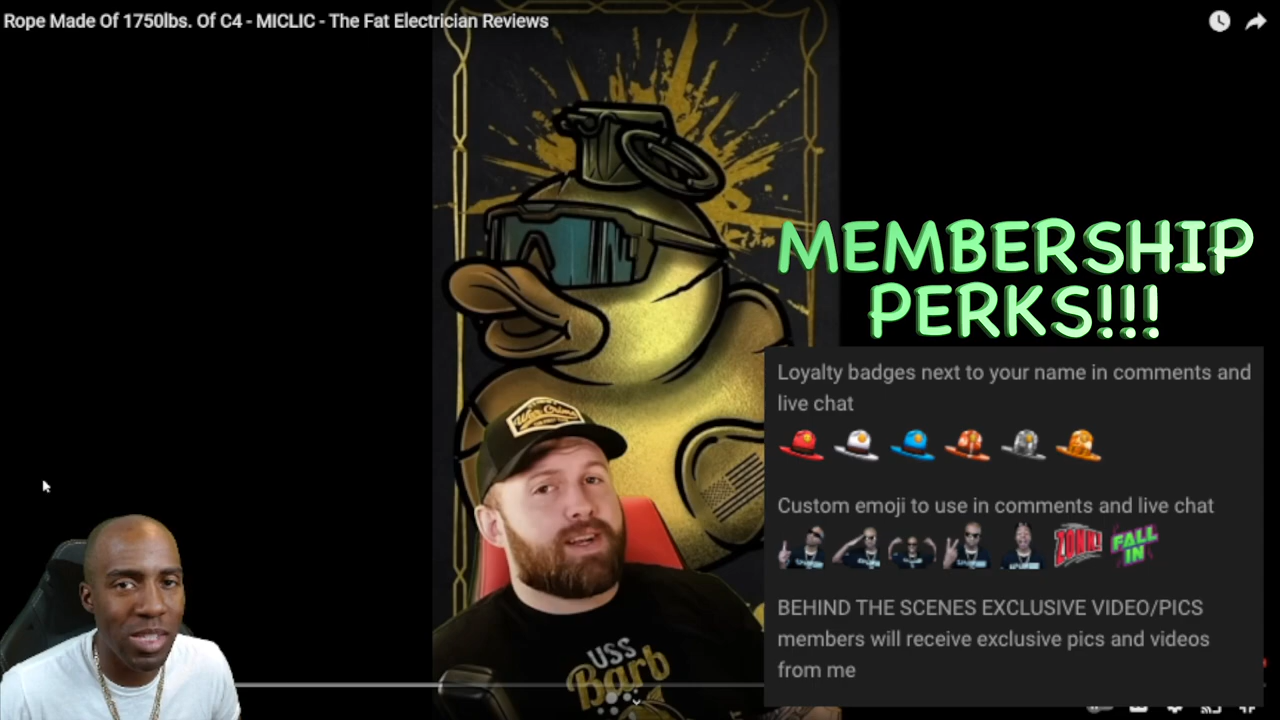 Rope Made Of 1750lbs. Of C4 - MICLIC - The Fat Electrician Reviews
MEMBERSHIP
PERKS!!!
Loyalty badges next to your name in comments and
live chat
Custom emoji to use in comments and live chat
ZONK!
FALL
IN
BEHIND THE SCENES EXCLUSIVE VIDEO/PICS
members will receive exclusive pics and videos
from me
USS
Barb